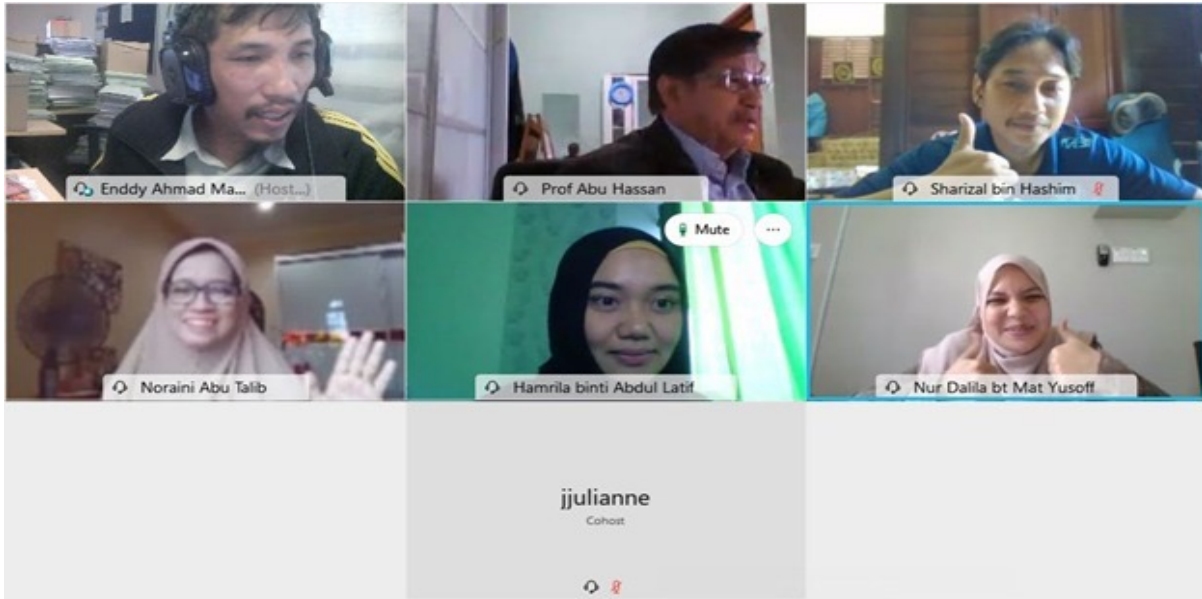 Enddy Ahmad Ma... (Host...)
Prof Abu Hassan
Sharizal bin Hashim
Mute
Noraini Abu Talib
Hamrila binti Abdul Latif
Nur Dalila bt Mat Yusoff
jjulianne
Cohost